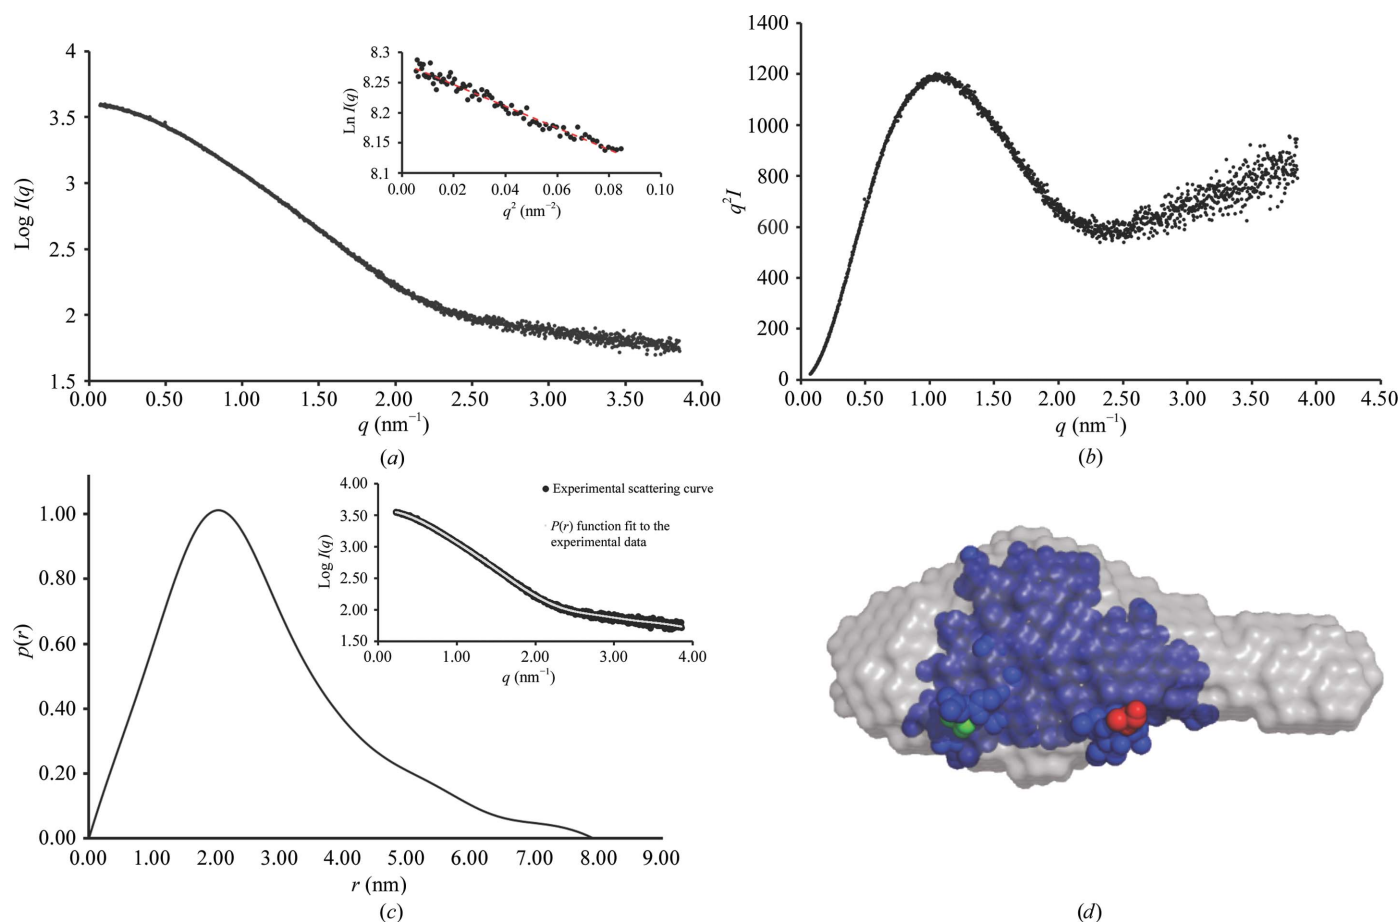 4
3.5
3
2.5
2
1.5
Log I(q)
0.00 0.50 1.00 1.50 2.00 2.50 3.00 3.50 4.00
q (nm⁻¹)
8.3
8.25
8.2
8.15
8.1
Ln I(q)
0.00 0.02 0.04 0.06 0.08 0.10
q² (nm⁻²)
(a)
1400
1200
1000
800
600
400
200
0
q²I
0.00 0.50 1.00 1.50 2.00 2.50 3.00 3.50 4.00 4.50
q (nm⁻¹)
(b)
1.00
0.80
0.60
0.40
0.20
0.00
p(r)
0.00 1.00 2.00 3.00 4.00 5.00 6.00 7.00 8.00 9.00
r (nm)
4.00
3.50
3.00
2.50
2.00
1.50
Log I(q)
0.00 1.00 2.00 3.00 4.00
q (nm⁻¹)
Experimental scattering curve
P(r) function fit to the
experimental data
(c)
(d)